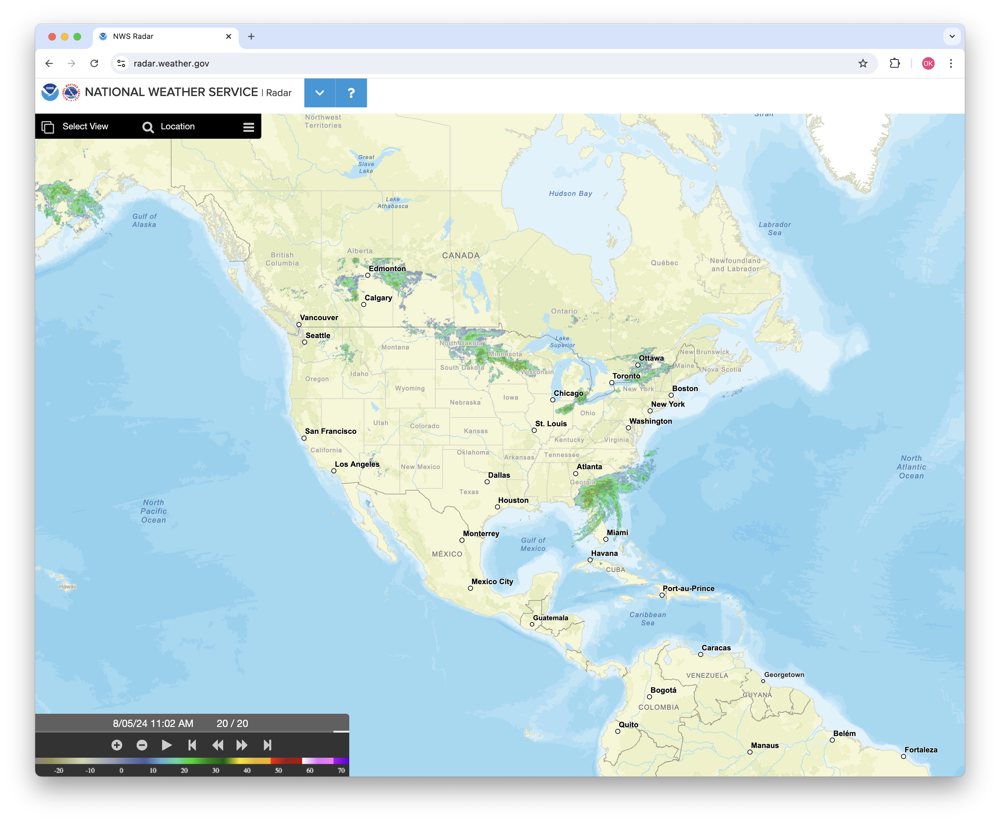 NWS Radar
radar.weather.gov
OK
NATIONAL WEATHER SERVICE | Radar
?
Select View
Location
Northwest
Territories
Strait
Great
Slave
Lake
Lake
Athabasca
Hudson Bay
Gulf of
Alaska
Labrador
Sea
Alberta
British
Columbia
CANADA
Québec
Newfoundland
and Labrador
Edmonton
Calgary
Ontario
Vancouver
Seattle
Lake
Superior
North Dakota
Montana
Minnesota
New Brunswick
Ottawa
Maine
Nova Scotia
South Dakota
Wisconsin
Idaho
Oregon
Toronto
Wyoming
New York
Boston
Chicago
Iowa
Nebraska
New York
Ohio
Utah
Colorado
St. Louis
Washington
Kansas
San Francisco
Kentucky
Virginia
California
Oklahoma
Arkansas
Tennessee
North
Atlantic
Ocean
Los Angeles
New Mexico
Atlanta
Dallas
Georgia
Texas
Houston
North
Pacific
Ocean
Monterrey
Miami
Gulf of
Mexico
MÉXICO
Havana
CUBA
Mexico City
Hawaii
Port-au-Prince
Guatemala
Caribbean
Sea
Caracas
VENEZUELA
Georgetown
Bogotá
GUYANA
COLOMBIA
Quito
Belém
Manaus
Fortaleza
8/05/24 11:02 AM 20 / 20
-20 -10 0 10 20 30 40 50 60 70